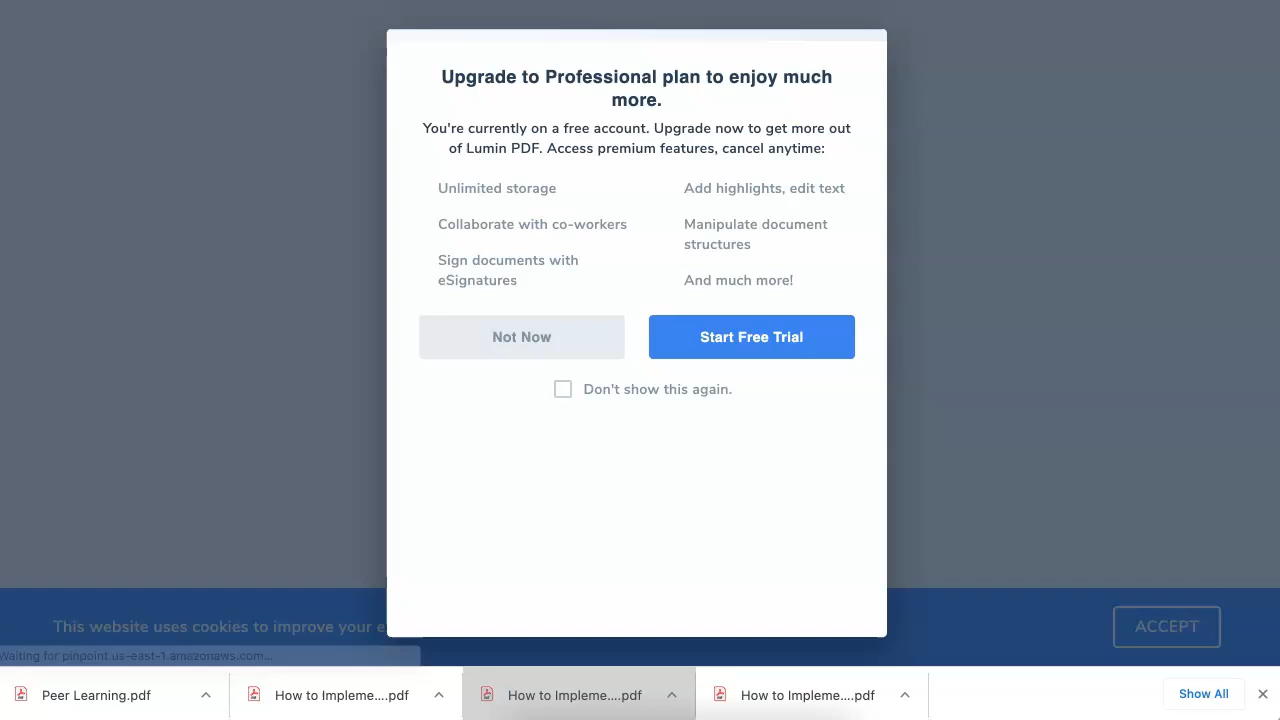 Upgrade to Professional plan to enjoy much
more.
You're currently on a free account. Upgrade now to get more out
of Lumin PDF. Access premium features, cancel anytime:
Unlimited storage
Add highlights, edit text
Collaborate with co-workers
Manipulate document
structures
Sign documents with
eSignatures
And much more!
Not Now
Start Free Trial
Don't show this again.
This website uses cookies to improve your e
ACCEPT
Waiting for pinpoint.us-east-1.amazonaws.com...
Peer Learning.pdf
How to Impleme....pdf
How to Impleme....pdf
How to Impleme....pdf
Show All